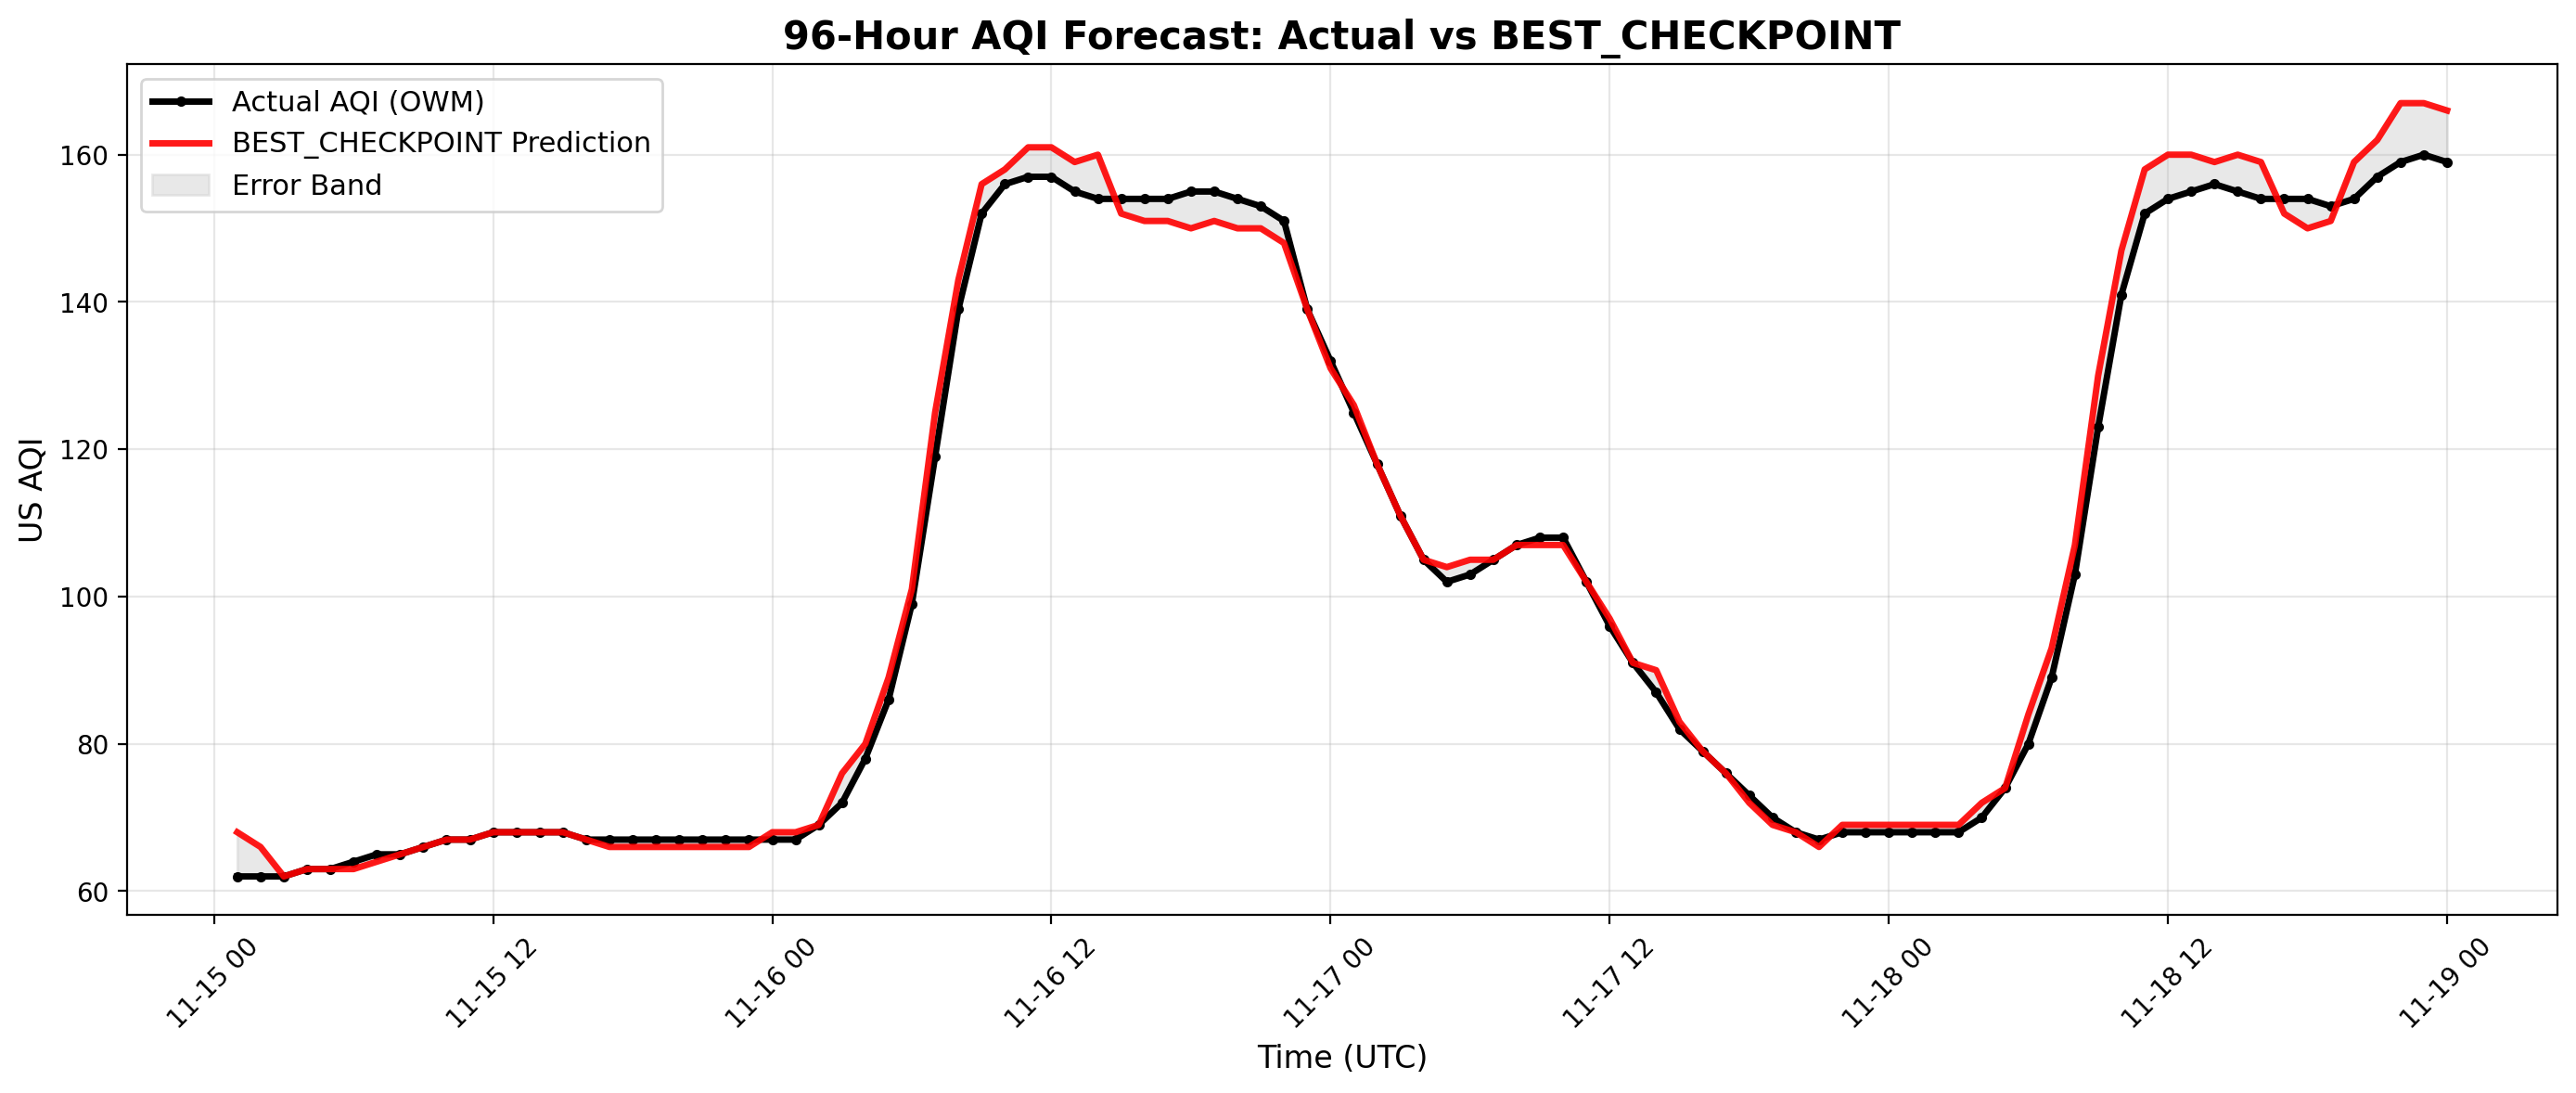 96-Hour AQI Forecast: Actual vs BEST_CHECKPOINT
Actual AQI (OWM)
BEST_CHECKPOINT Prediction
Error Band
US AQI
160
140
120
100
80
60
11-15 00
11-15 12
11-16 00
11-16 12
11-17 00
11-17 12
11-18 00
11-18 12
11-19 00
Time (UTC)